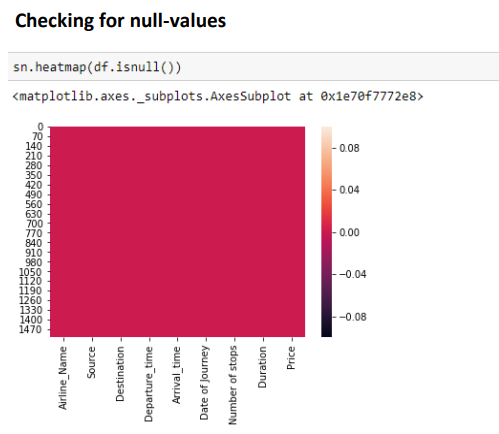 Checking for null-values
sn.heatmap(df.isnull())
<matplotlib.axes._subplots.AxesSubplot at 0x1e70f7772e8>
0
70
140
210
280
350
420
490
560
630
700
770
840
910
980
1050
1120
1190
1260
1330
1400
1470
0.08
0.04
0.00
−0.04
−0.08
Airline_Name
Source
Destination
Departure_time
Arrival_time
Date of Journey
Number of stops
Duration
Price